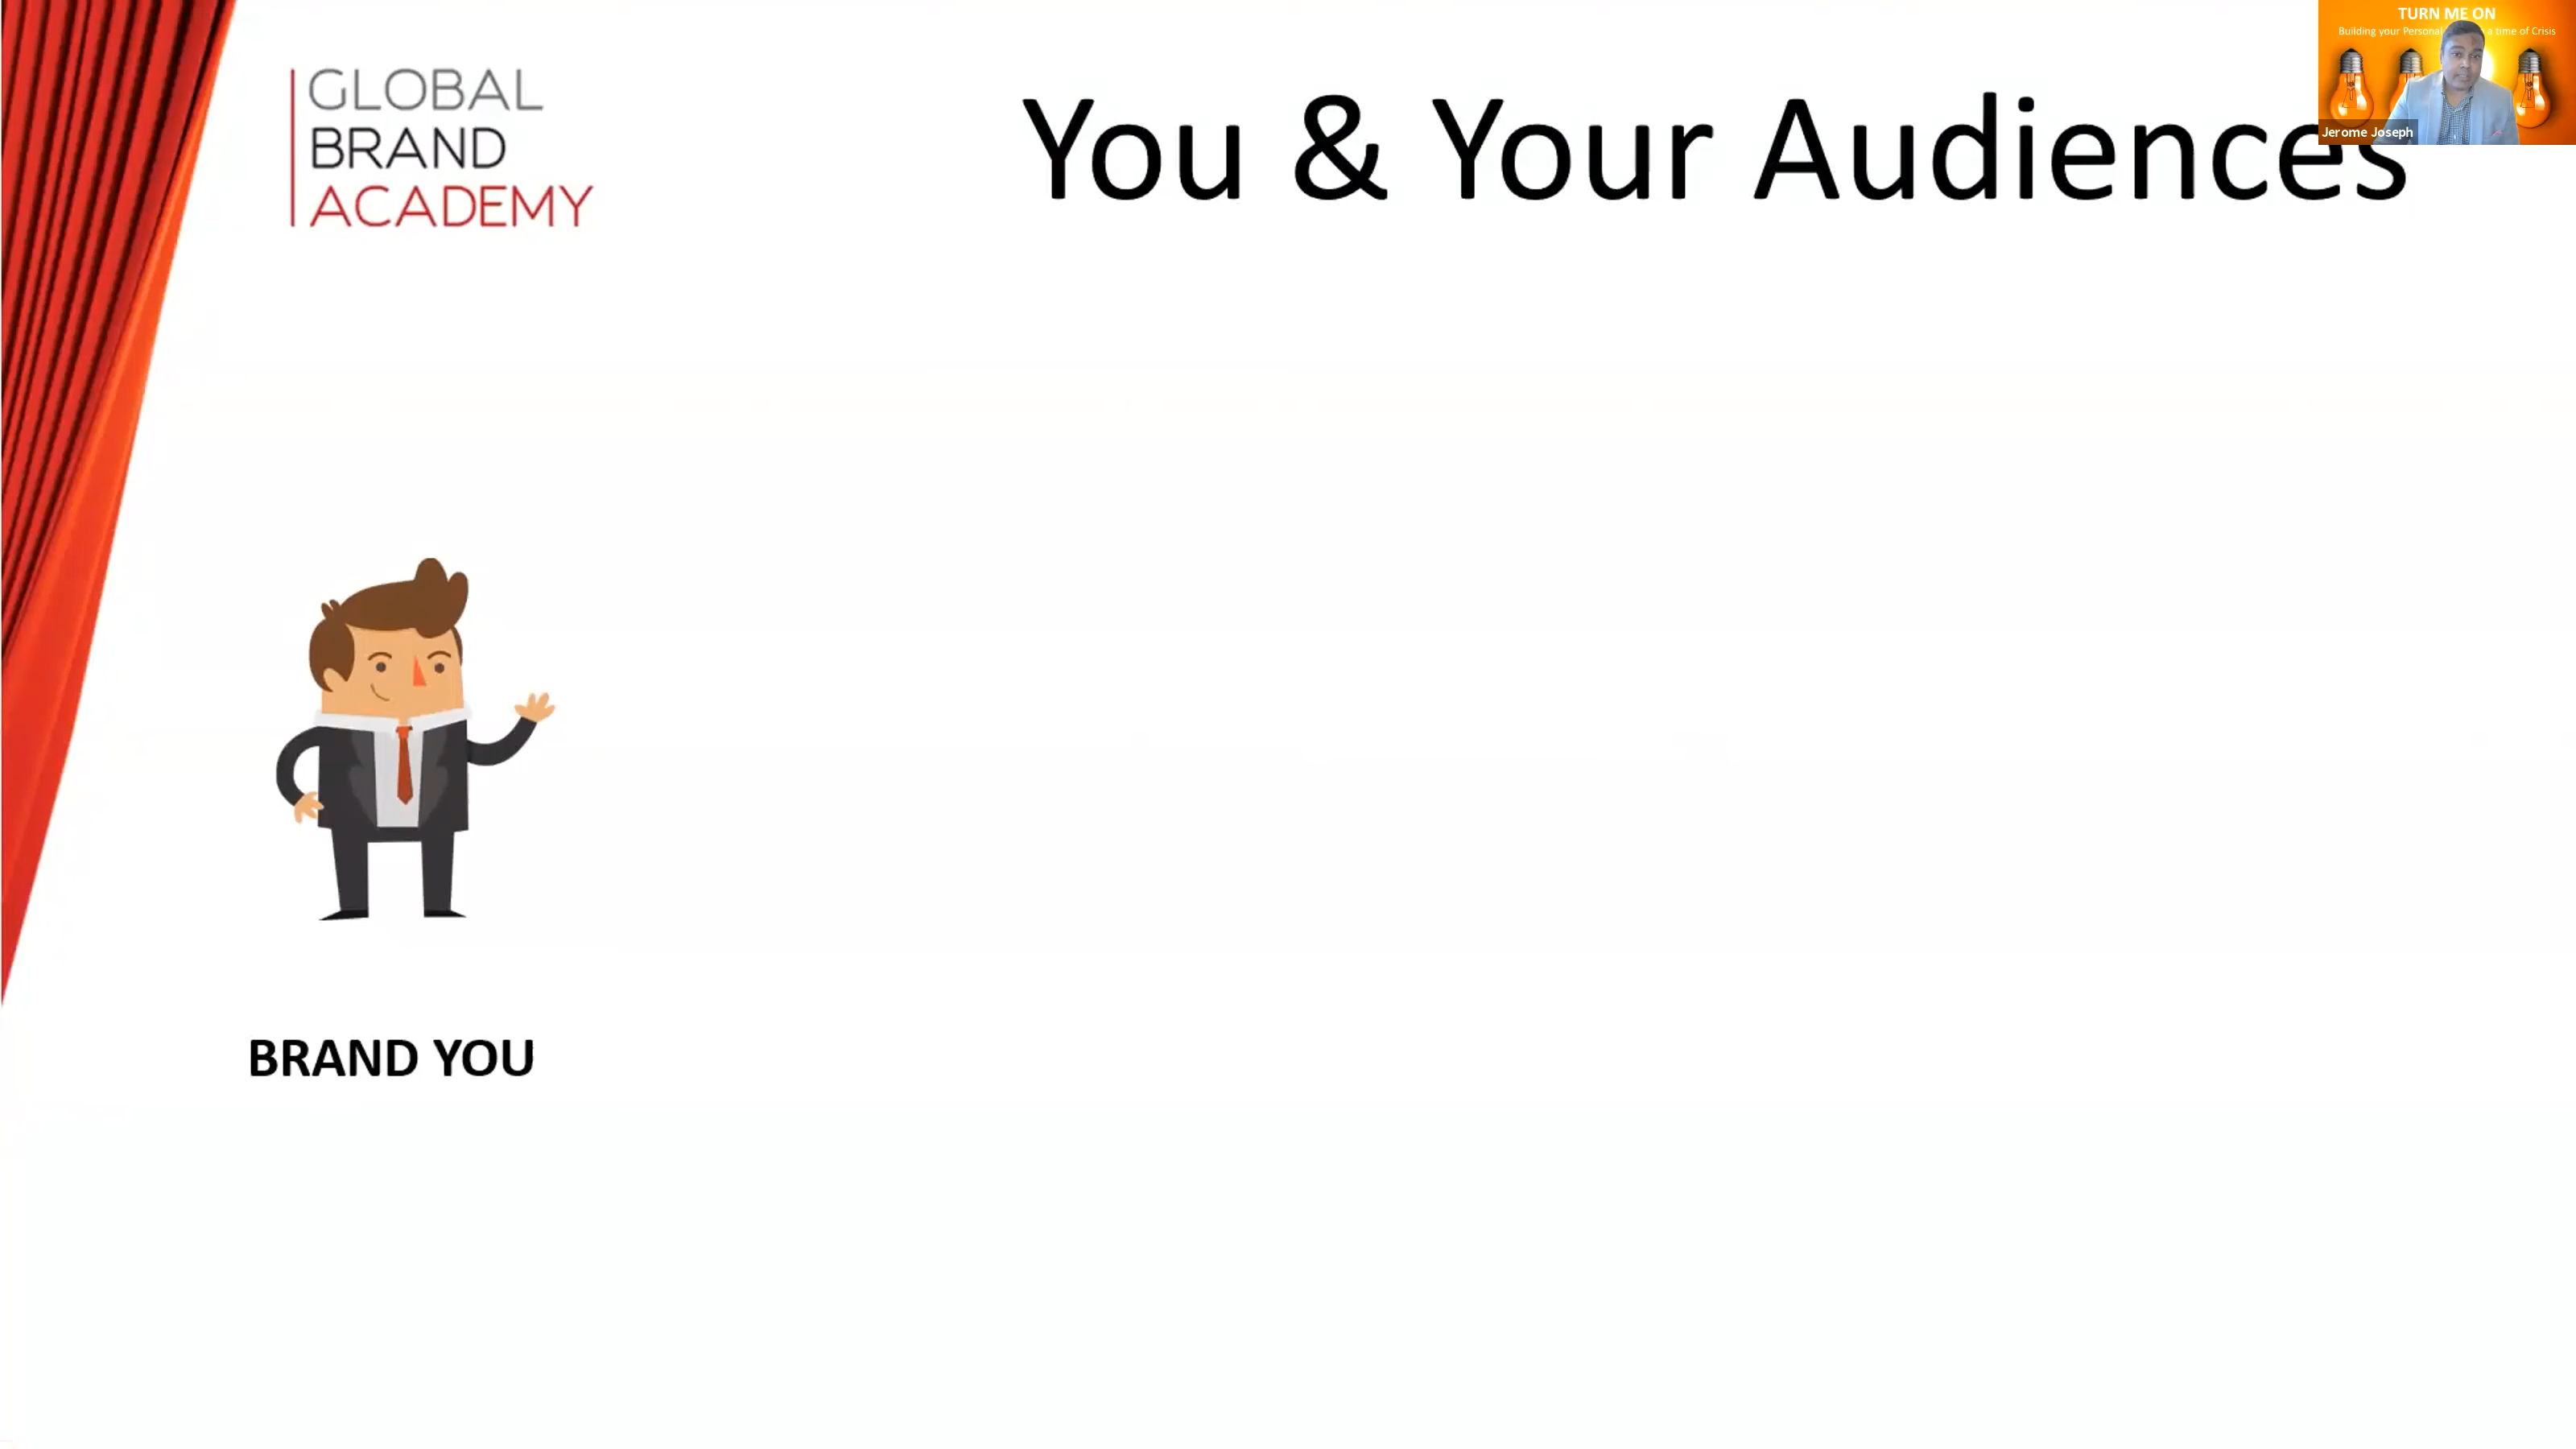 GLOBAL
BRAND
ACADEMY
You & Your Audiences
TURN ME ON
Building your Personal a time of Crisis
Jerome Joseph
BRAND YOU